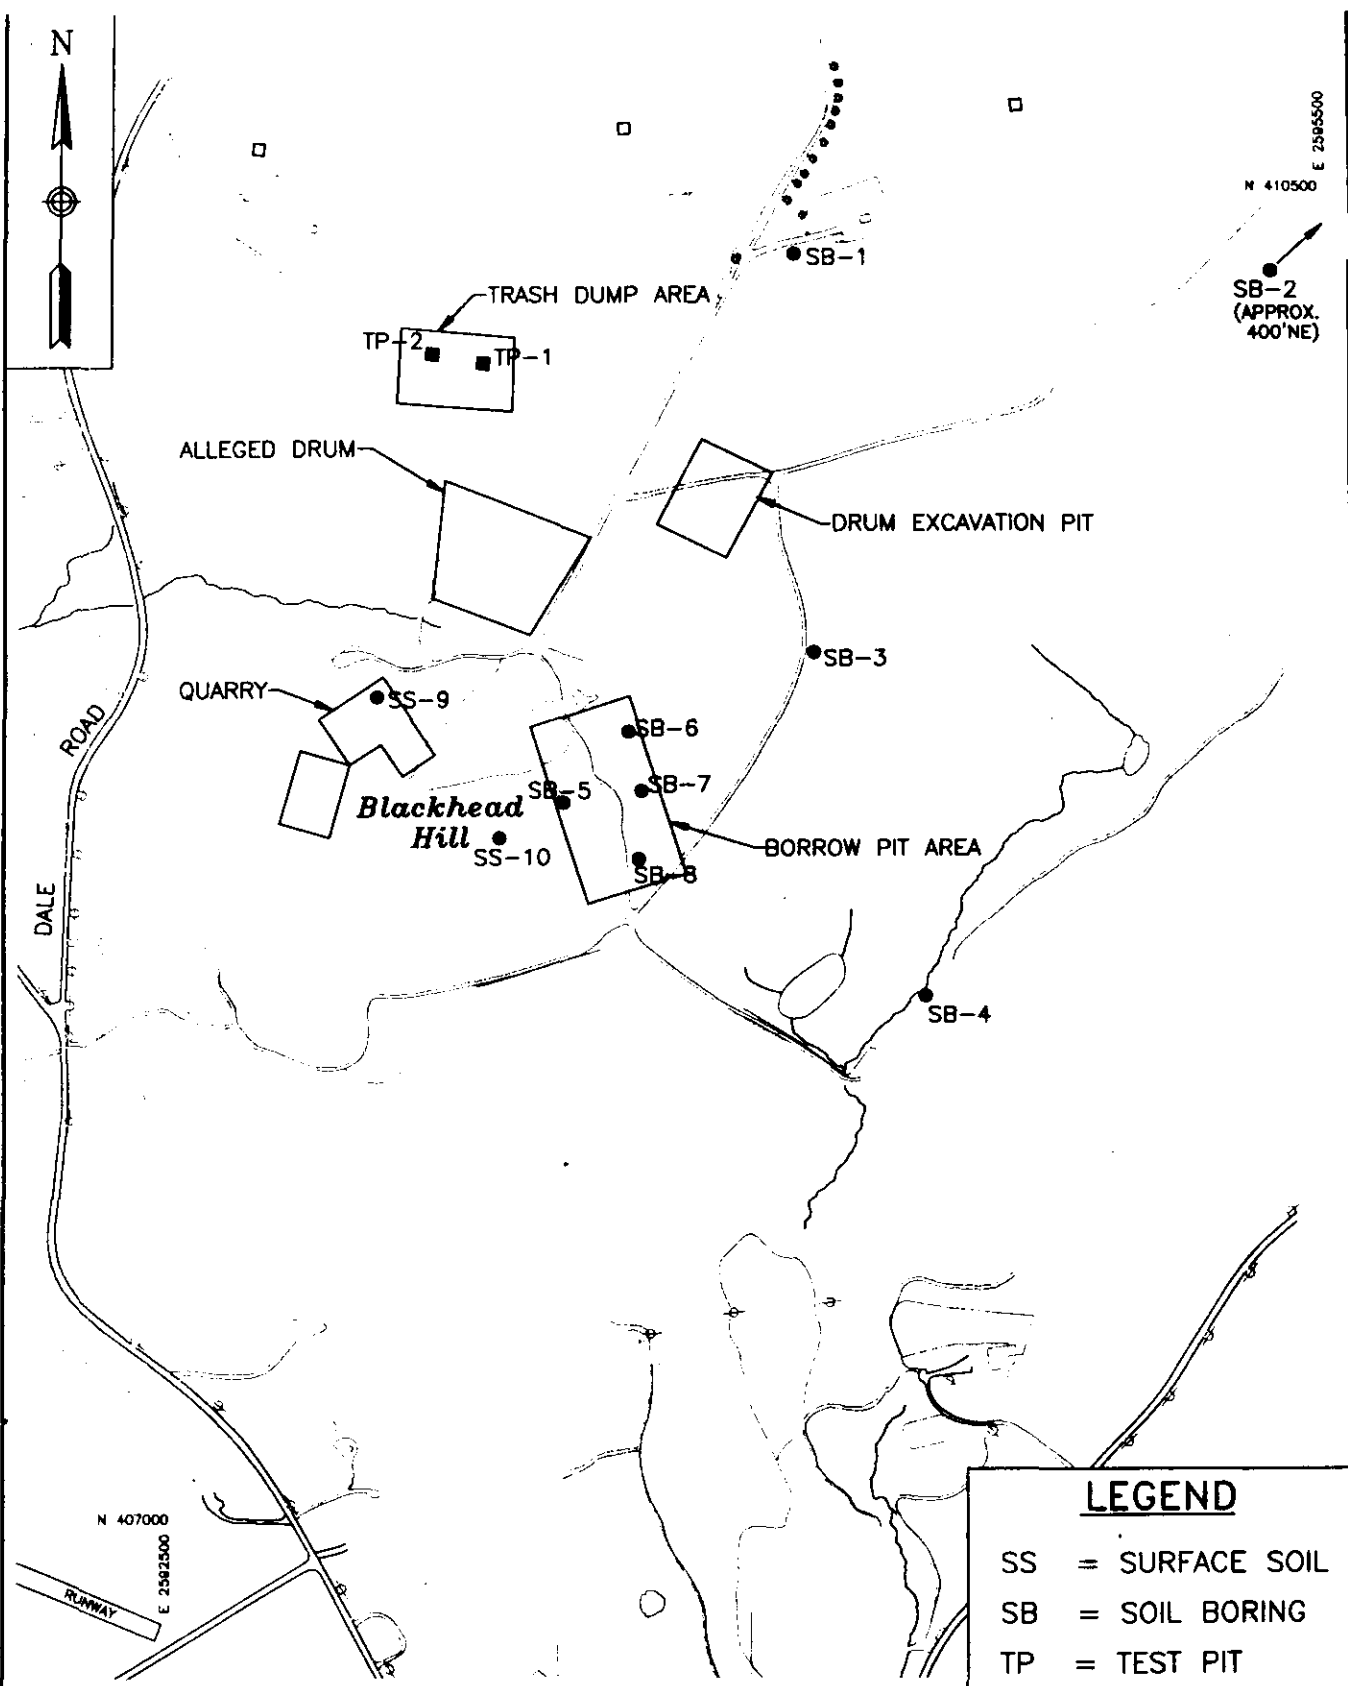 N
E 2595500
N 410500
SB-1
SB-2
(APPROX.
400'NE)
TRASH DUMP AREA
TP-2
TP-1
ALLEGED DRUM
DRUM EXCAVATION PIT
SB-3
QUARRY
SS-9
ROAD
SB-6
SB-7
SB-5
Blackhead
Hill
SS-10
BORROW PIT AREA
SB-8
DALE
SB-4
N 407000
E 2592500
RUNWAY
LEGEND
SS = SURFACE SOIL
SB = SOIL BORING
TP = TEST PIT